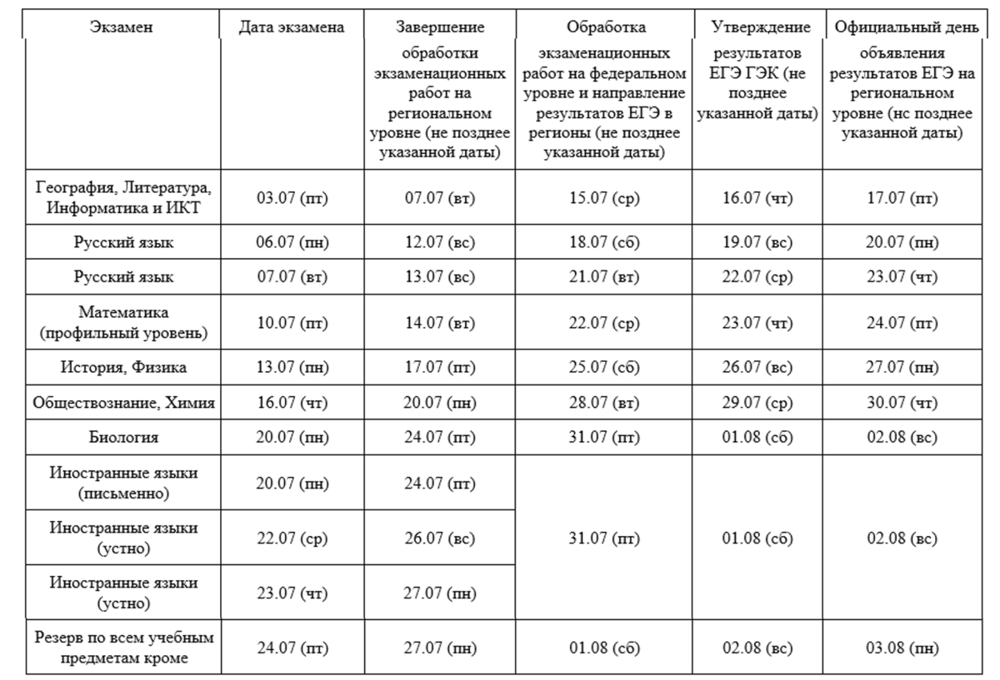 Экзамен Дата экзамена Завершение Обработка Утверждение Официальный день
обработки экзаменационных результатов объявления
экзаменационных работ на федеральном ЕГЭ ГЭК (не результатов ЕГЭ на
работ на уровне и направление позднее региональном
региональном результатов ЕГЭ в указанной даты) уровне (нс позднее
уровне (не позднее регионы (не позднее указанной даты)
указанной даты) указанной даты)
География, Литература,
Информатика и ИКТ 03.07 (пт) 07.07 (вт) 15.07 (ср) 16.07 (чт) 17.07 (пт)
Русский язык 06.07 (пн) 12.07 (вс) 18.07 (сб) 19.07 (вс) 20.07 (пн)
Русский язык 07.07 (вт) 13.07 (вс) 21.07 (вт) 22.07 (ср) 23.07 (чт)
Математика
(профильный уровень) 10.07 (пт) 14.07 (вт) 22.07 (ср) 23.07 (чт) 24.07 (пт)
История, Физика 13.07 (пн) 17.07 (пт) 25.07 (сб) 26.07 (вс) 27.07 (пн)
Обществознание, Химия 16.07 (чт) 20.07 (пн) 28.07 (вт) 29.07 (ср) 30.07 (чт)
Биология 20.07 (пн) 24.07 (пт) 31.07 (пт) 01.08 (сб) 02.08 (вс)
Иностранные языки
(письменно) 20.07 (пн) 24.07 (пт)
Иностранные языки
(устно) 22.07 (ср) 26.07 (вс) 31.07 (пт) 01.08 (сб) 02.08 (вс)
Иностранные языки
(устно) 23.07 (чт) 27.07 (пн)
Резерв по всем учебным
предметам кроме 24.07 (пт) 27.07 (пн) 01.08 (сб) 02.08 (вс) 03.08 (пн)